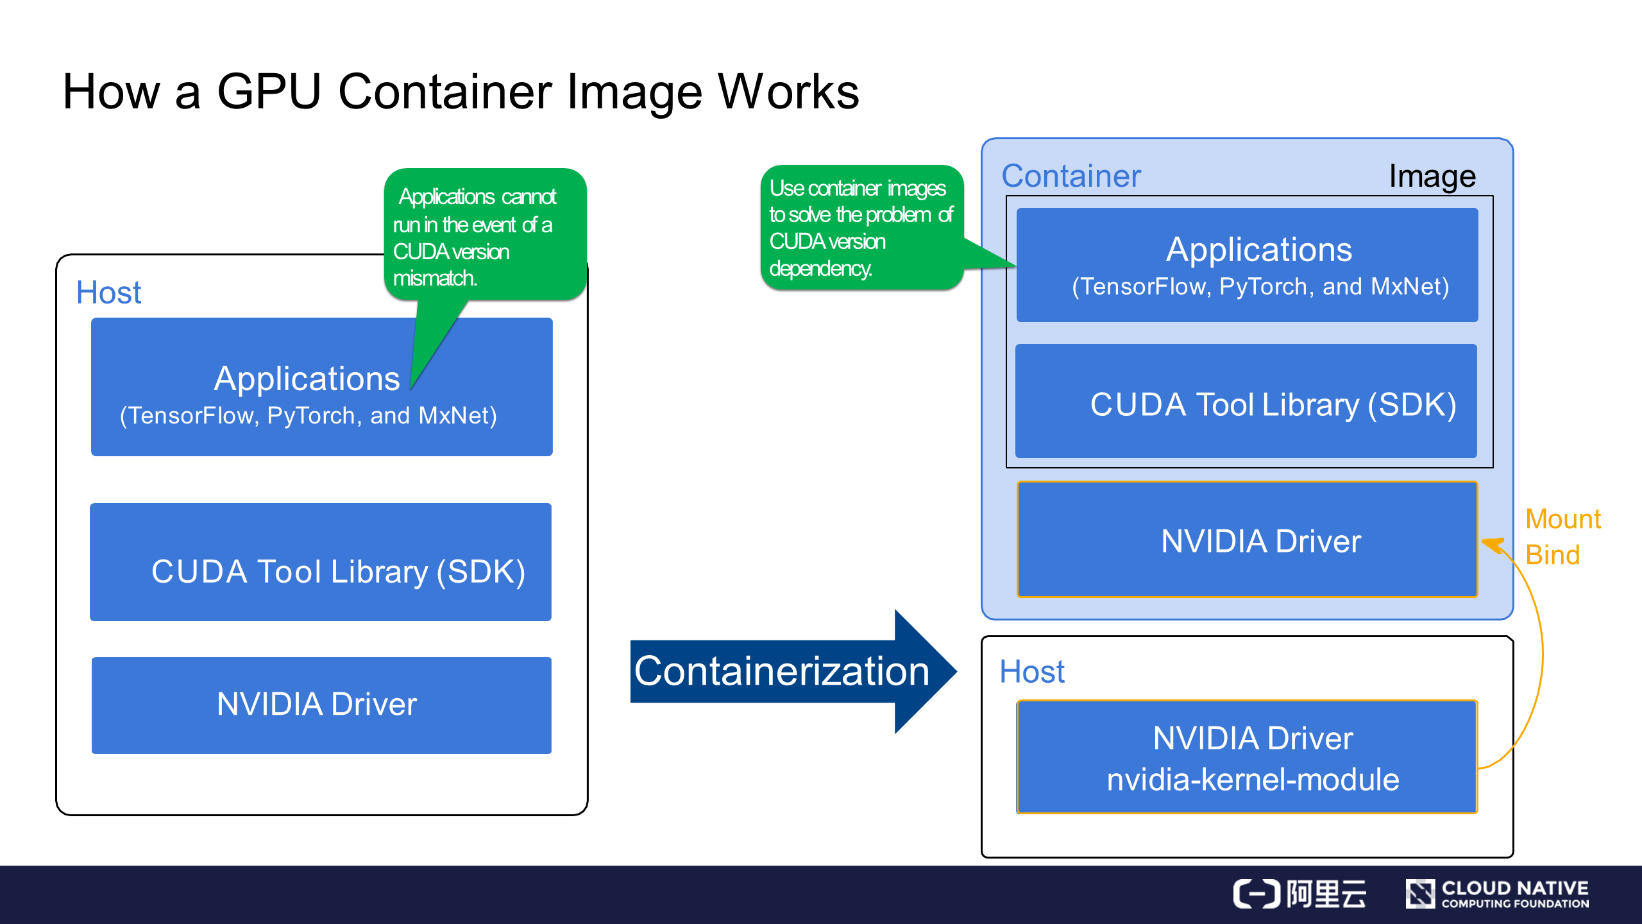 How a GPU Container Image Works
Applications cannot
run in the event of a
CUDA version
mismatch.
Host
Applications
(TensorFlow, PyTorch, and MxNet)
CUDA Tool Library (SDK)
NVIDIA Driver
Containerization
Use container images
to solve the problem of
CUDA version
dependency.
Container
Image
Applications
(TensorFlow, PyTorch, and MxNet)
CUDA Tool Library (SDK)
NVIDIA Driver
Mount
Bind
Host
NVIDIA Driver
nvidia-kernel-module
阿里云
CLOUD NATIVE
COMPUTING FOUNDATION